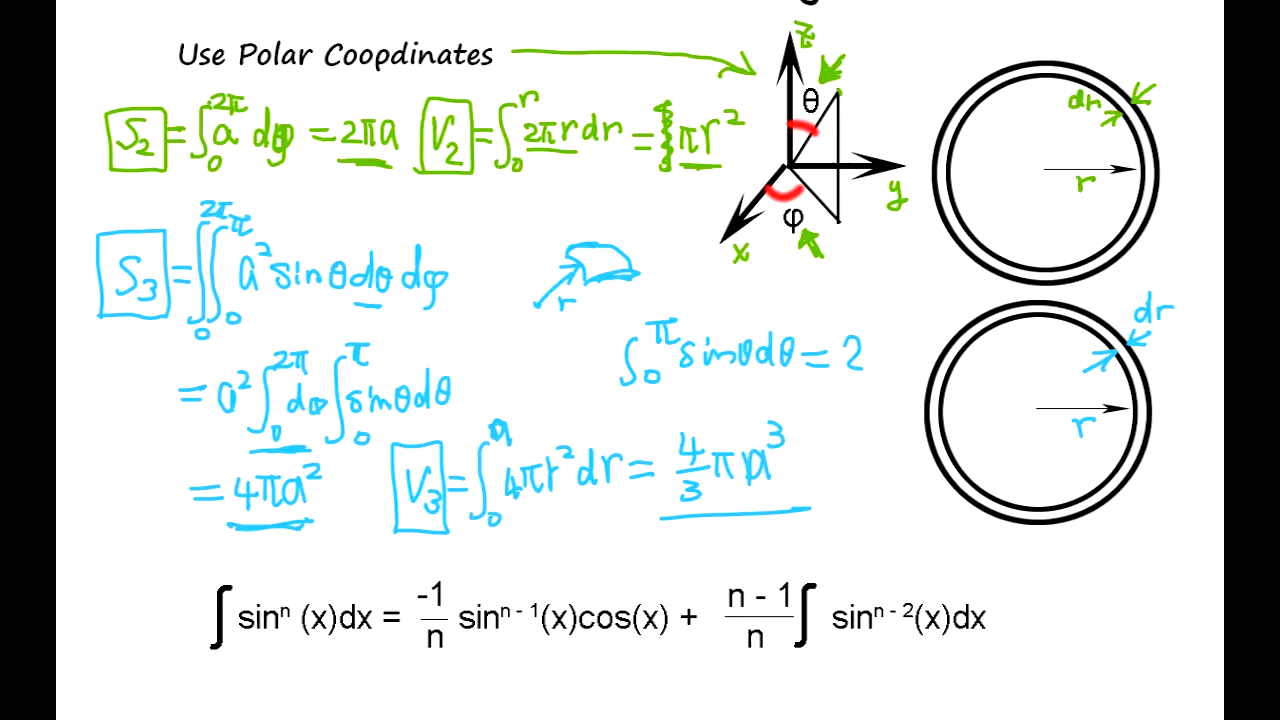 Use Polar Coopdinates
S₂ = ∫₀^2π a dφ = 2πa  V₂ = ∫₀^r 2πr dr = πr²
z
θ
y
φ
x
dr
r
S₃ = ∫₀^2π ∫₀^π a² sinθ dθ dφ
r
= a² ∫₀^2π dφ ∫₀^π sinθ dθ
∫₀^π sinθ dθ = 2
= 4πa²
V₃ = ∫₀^a 4πr² dr = 4/3 πa³
dr
r
∫ sinⁿ (x)dx = -1/n sinⁿ⁻¹(x)cos(x) + n - 1/n ∫ sinⁿ⁻²(x)dx